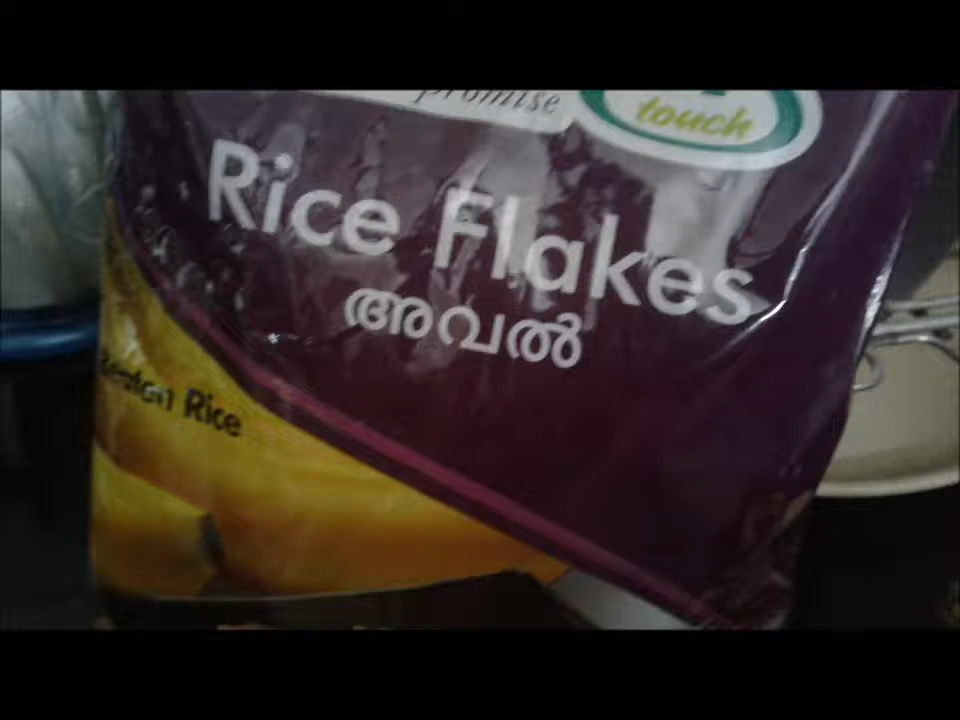 promise
touch
Rice Flakes
അവൽ
Rice